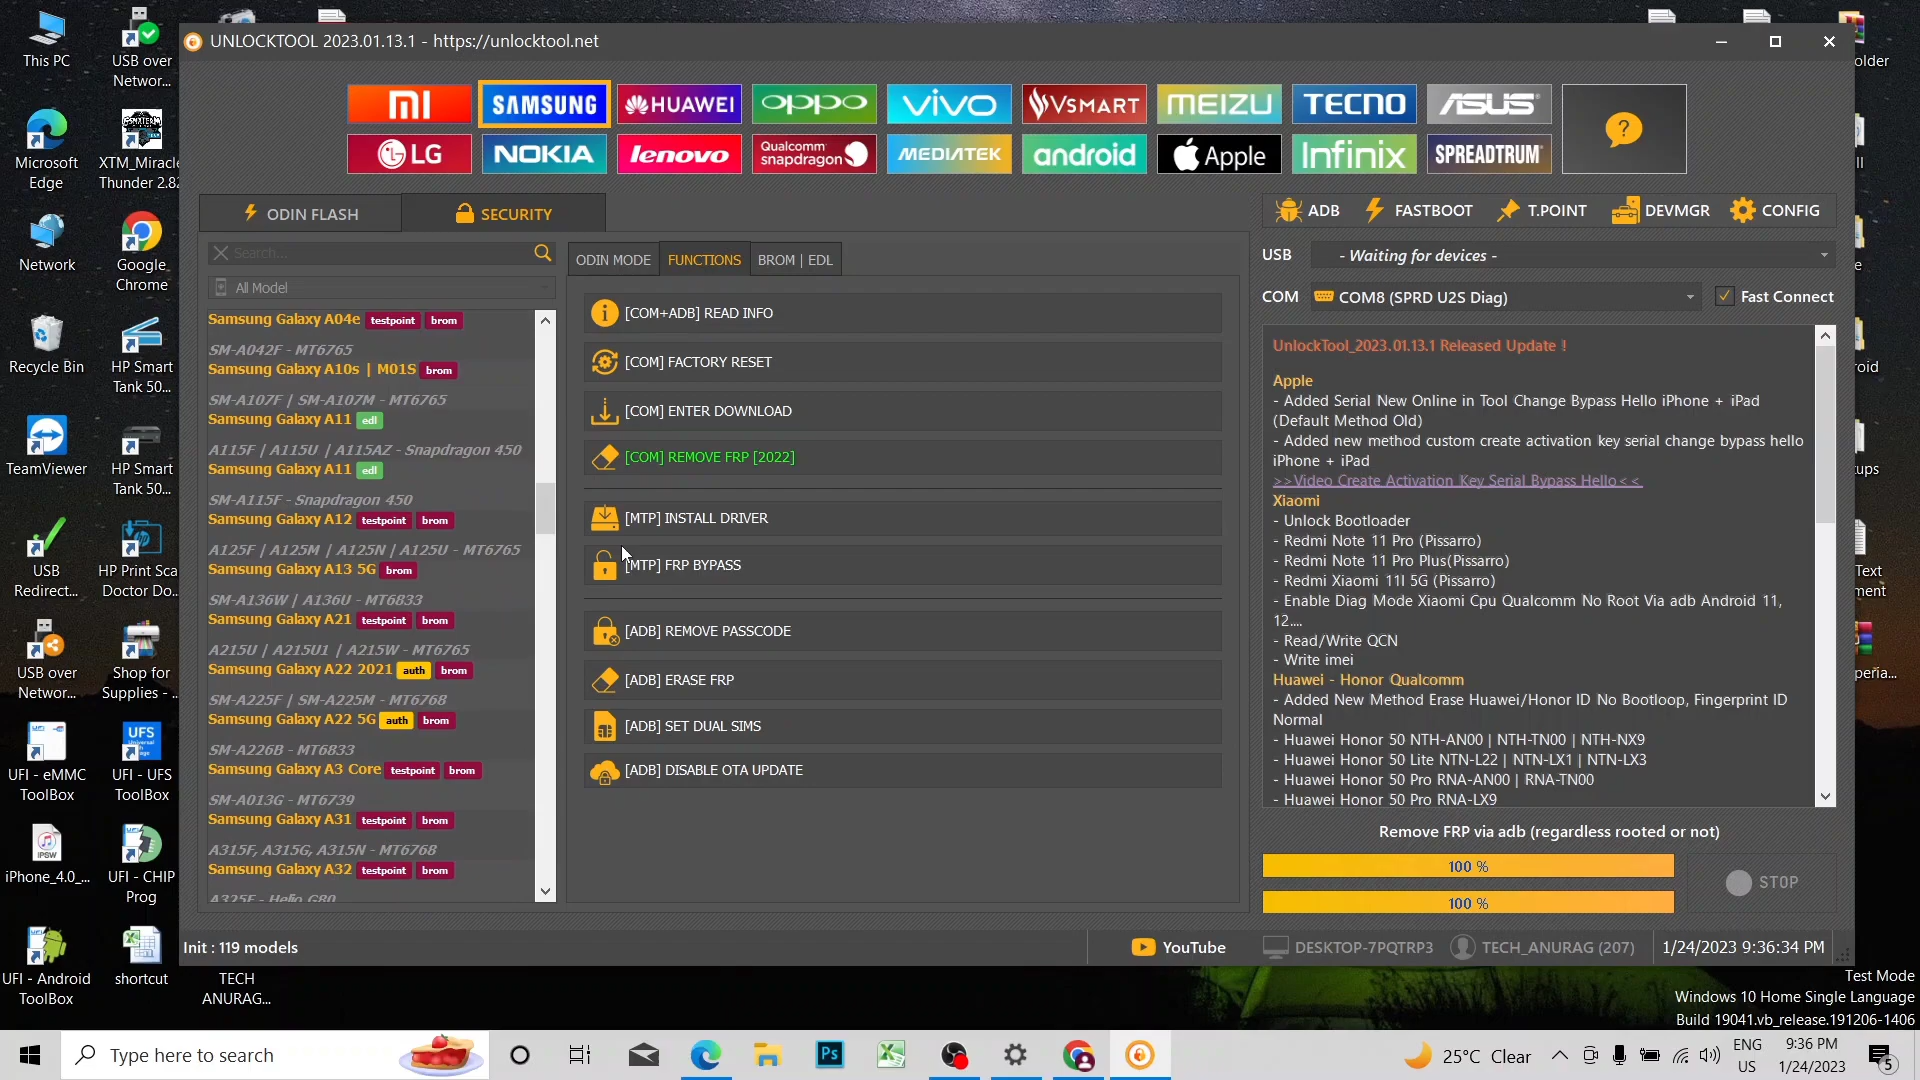 This PC
USB over
Networ...
Microsoft
Edge
XTM_Miracle
Thunder 2.82
Network
Google
Chrome
Recycle Bin
HP Smart
Tank 50...
TeamViewer
HP Smart
Tank 50...
USB
Redirect...
HP Print Sca
Doctor Do...
USB over
Networ...
Shop for
Supplies - ...
UFI - eMMC
ToolBox
UFI - UFS
ToolBox
iPhone_4.0_...
UFI - CHIP
Prog
UFI - Android
ToolBox
shortcut
TECH
ANURAG...
UNLOCKTOOL 2023.01.13.1 - https://unlocktool.net
SAMSUNG HUAWEI oppo vivo VSMART MEIZU TECNO ASUS
LG NOKIA lenovo Qualcomm snapdragon MEDIATEK android Apple Infinix SPREADTRUM
?
ODIN FLASH SECURITY
Search...
All Model
Samsung Galaxy A04e testpoint brom
SM-A042F - MT6765
Samsung Galaxy A10s | M01S brom
SM-A107F | SM-A107M - MT6765
Samsung Galaxy A11 edl
A115F | A115U | A115AZ - Snapdragon 450
Samsung Galaxy A11 edl
SM-A115F - Snapdragon 450
Samsung Galaxy A12 testpoint brom
A125F | A125M | A125N | A125U - MT6765
Samsung Galaxy A13 5G brom
SM-A136W | A136U - MT6833
Samsung Galaxy A21 testpoint brom
A215U | A215U1 | A215W - MT6765
Samsung Galaxy A22 2021 auth brom
SM-A225F | SM-A225M - MT6768
Samsung Galaxy A22 5G auth brom
SM-A226B - MT6833
Samsung Galaxy A3 Core testpoint brom
SM-A013G - MT6739
Samsung Galaxy A31 testpoint brom
A315F, A315G, A315N - MT6768
Samsung Galaxy A32 testpoint brom
A325F - Helio G80
ODIN MODE FUNCTIONS BROM | EDL
[COM+ADB] READ INFO
[COM] FACTORY RESET
[COM] ENTER DOWNLOAD
[COM] REMOVE FRP [2022]
[MTP] INSTALL DRIVER
[MTP] FRP BYPASS
[ADB] REMOVE PASSCODE
[ADB] ERASE FRP
[ADB] SET DUAL SIMS
[ADB] DISABLE OTA UPDATE
ADB FASTBOOT T.POINT DEVMGR CONFIG
USB - Waiting for devices -
COM COM8 (SPRD U2S Diag) Fast Connect
UnlockTool_2023.01.13.1 Released Update !
Apple
- Added Serial New Online in Tool Change Bypass Hello iPhone + iPad
(Default Method Old)
- Added new method custom create activation key serial change bypass hello
iPhone + iPad
>>Video Create Activation Key Serial Bypass Hello<<
Xiaomi
- Unlock Bootloader
- Redmi Note 11 Pro (Pissarro)
- Redmi Note 11 Pro Plus(Pissarro)
- Redmi Xiaomi 11I 5G (Pissarro)
- Enable Diag Mode Xiaomi Cpu Qualcomm No Root Via adb Android 11,
12....
- Read/Write QCN
- Write imei
Huawei - Honor Qualcomm
- Added New Method Erase Huawei/Honor ID No Bootloop, Fingerprint ID
Normal
- Huawei Honor 50 NTH-AN00 | NTH-TN00 | NTH-NX9
- Huawei Honor 50 Lite NTN-L22 | NTN-LX1 | NTN-LX3
- Huawei Honor 50 Pro RNA-AN00 | RNA-TN00
- Huawei Honor 50 Pro RNA-LX9
Remove FRP via adb (regardless rooted or not)
100 %
100 %
STOP
Init : 119 models
YouTube DESKTOP-7PQTRP3 TECH_ANURAG (207) 1/24/2023 9:36:34 PM
Test Mode
Windows 10 Home Single Language
Build 19041.vb_release.191206-1406
Type here to search
Ps
25°C Clear
ENG
US
9:36 PM
1/24/2023
5